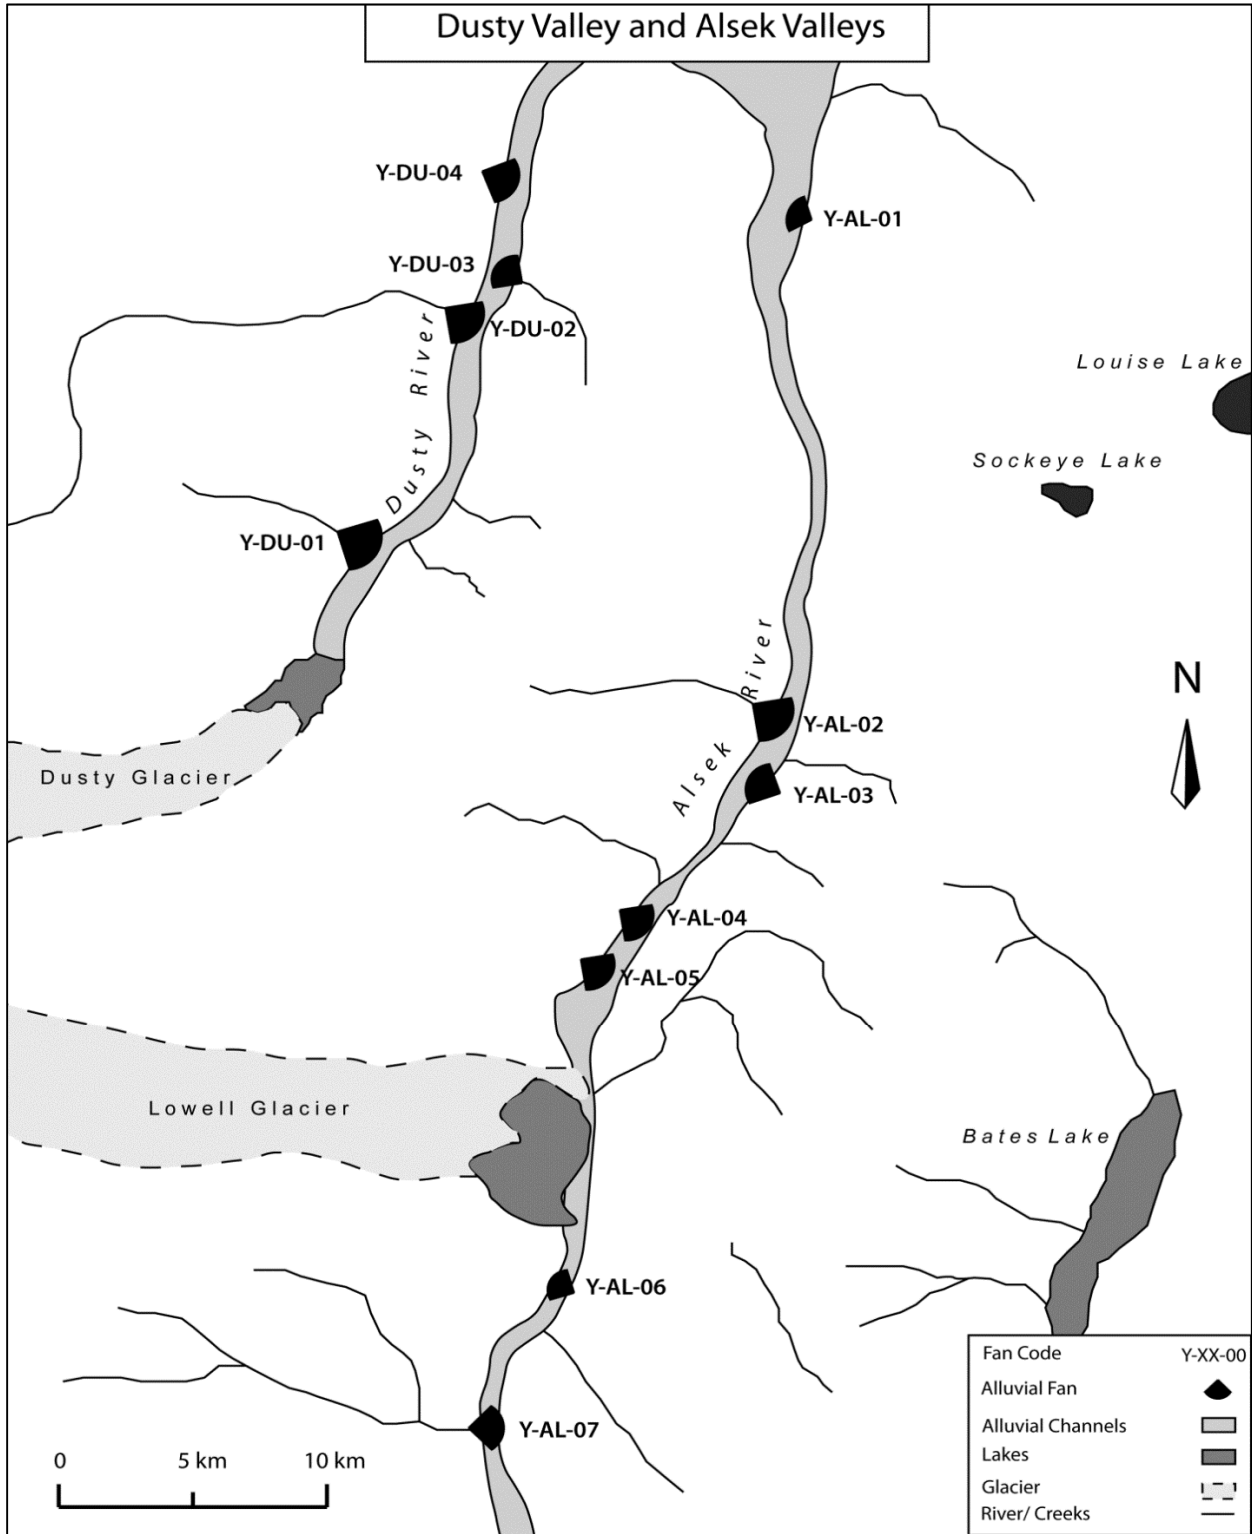 Dusty Valley and Alsek Valleys
Y-DU-04
Y-AL-01
Y-DU-03
Y-DU-02
Dusty River
Louise Lake
Sockeye Lake
Y-DU-01
Alsek River
N
Y-AL-02
Dusty Glacier
Y-AL-03
Y-AL-04
Y-AL-05
Lowell Glacier
Bates Lake
Y-AL-06
Y-AL-07
0 5 km 10 km
Fan Code Y-XX-00
Alluvial Fan
Alluvial Channels
Lakes
Glacier
River/ Creeks